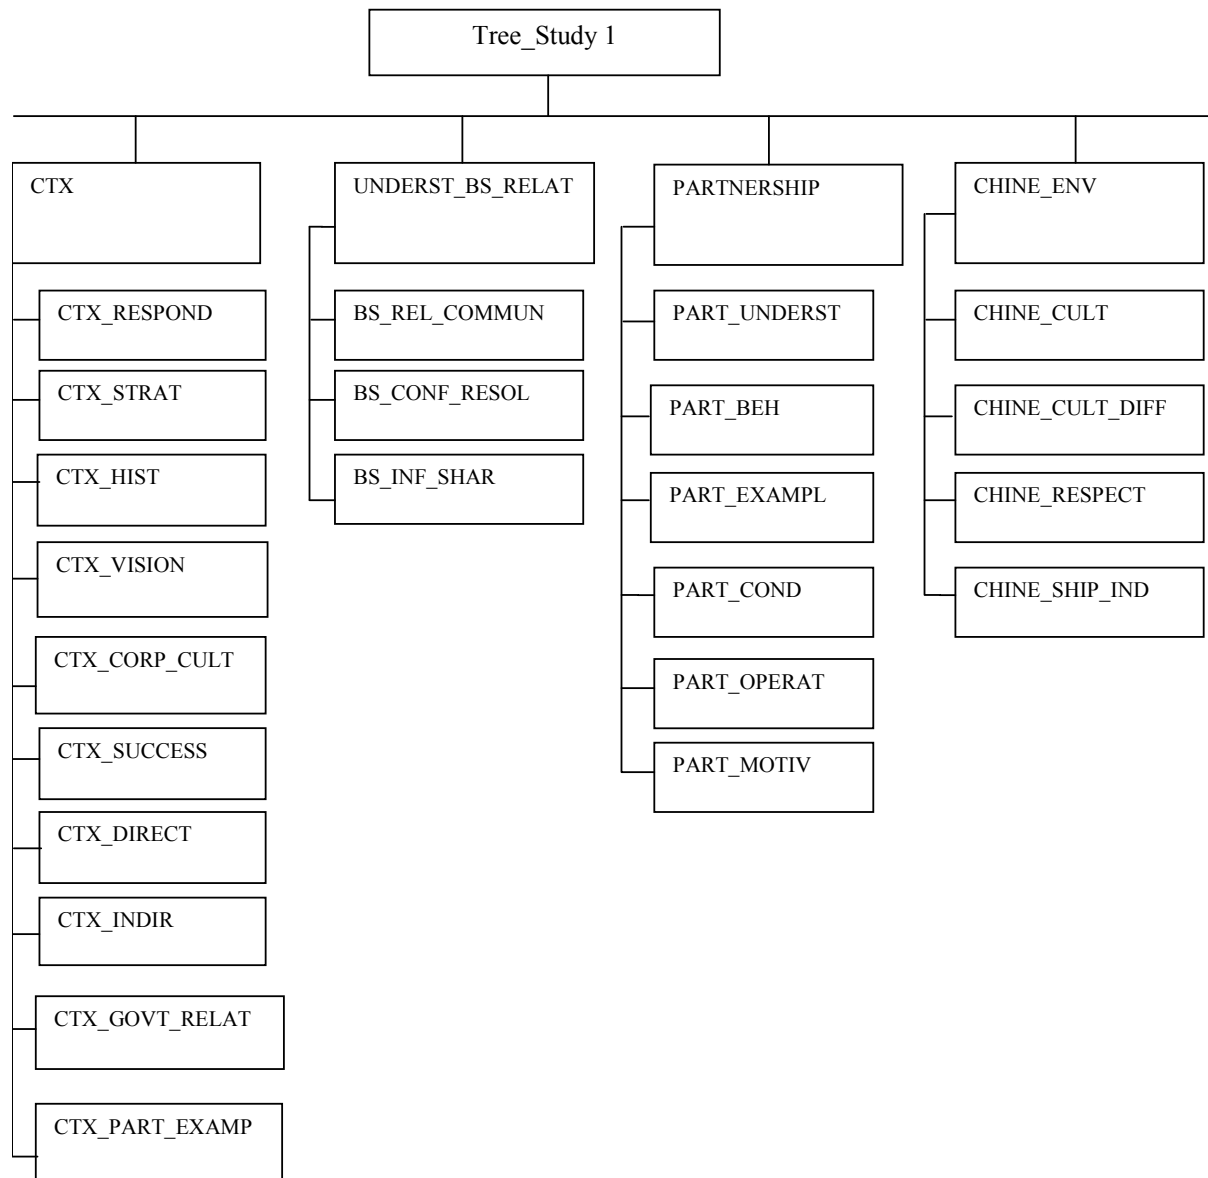 Tree_Study 1
CTX
CTX_RESPOND
CTX_STRAT
CTX_HIST
CTX_VISION
CTX_CORP_CULT
CTX_SUCCESS
CTX_DIRECT
CTX_INDIR
CTX_GOVT_RELAT
CTX_PART_EXAMP
UNDERST_BS_RELAT
BS_REL_COMMUN
BS_CONF_RESOL
BS_INF_SHAR
PARTNERSHIP
PART_UNDERST
PART_BEH
PART_EXAMPL
PART_COND
PART_OPERAT
PART_MOTIV
CHINE_ENV
CHINE_CULT
CHINE_CULT_DIFF
CHINE_RESPECT
CHINE_SHIP_IND